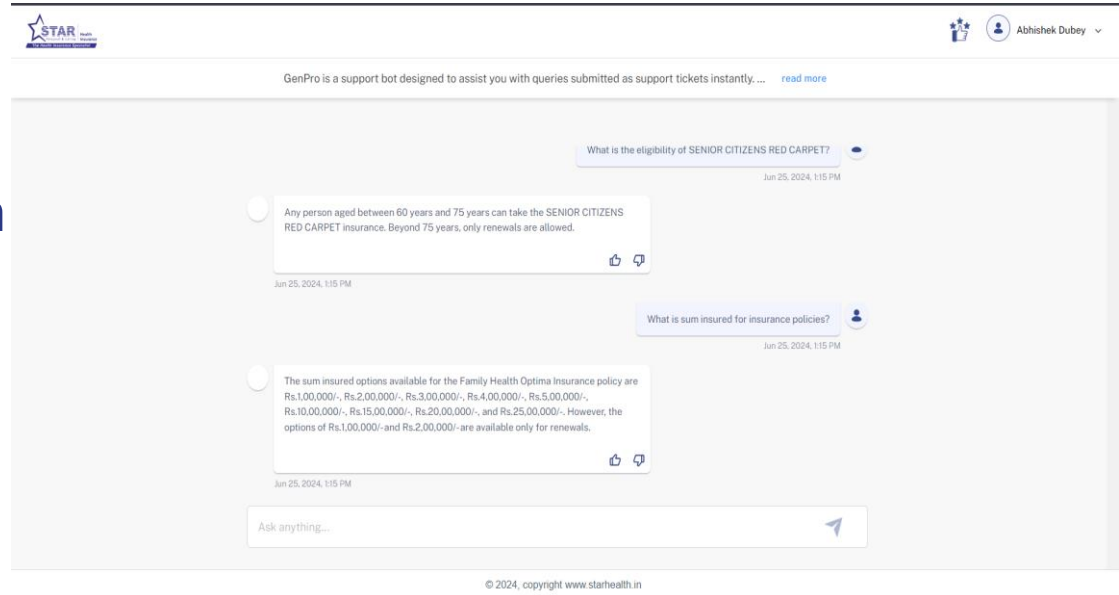 STAR Health
Insurance
The Health Insurance Specialist
Abhishek Dubey
GenPro is a support bot designed to assist you with queries submitted as support tickets instantly. ... read more
What is the eligibility of SENIOR CITIZENS RED CARPET?
Jun 25, 2024, 1:15 PM
Any person aged between 60 years and 75 years can take the SENIOR CITIZENS
RED CARPET insurance. Beyond 75 years, only renewals are allowed.
Jun 25, 2024, 1:15 PM
What is sum insured for insurance policies?
Jun 25, 2024, 1:15 PM
The sum insured options available for the Family Health Optima Insurance policy are
Rs.1,00,000/-, Rs.2,00,000/-, Rs.3,00,000/-, Rs.4,00,000/-, Rs.5,00,000/-,
Rs.10,00,000/-, Rs.15,00,000/-, Rs.20,00,000/-, and Rs.25,00,000/-. However, the
options of Rs.1,00,000/- and Rs.2,00,000/- are available only for renewals.
Jun 25, 2024, 1:15 PM
Ask anything...
© 2024, copyright www.starhealth.in